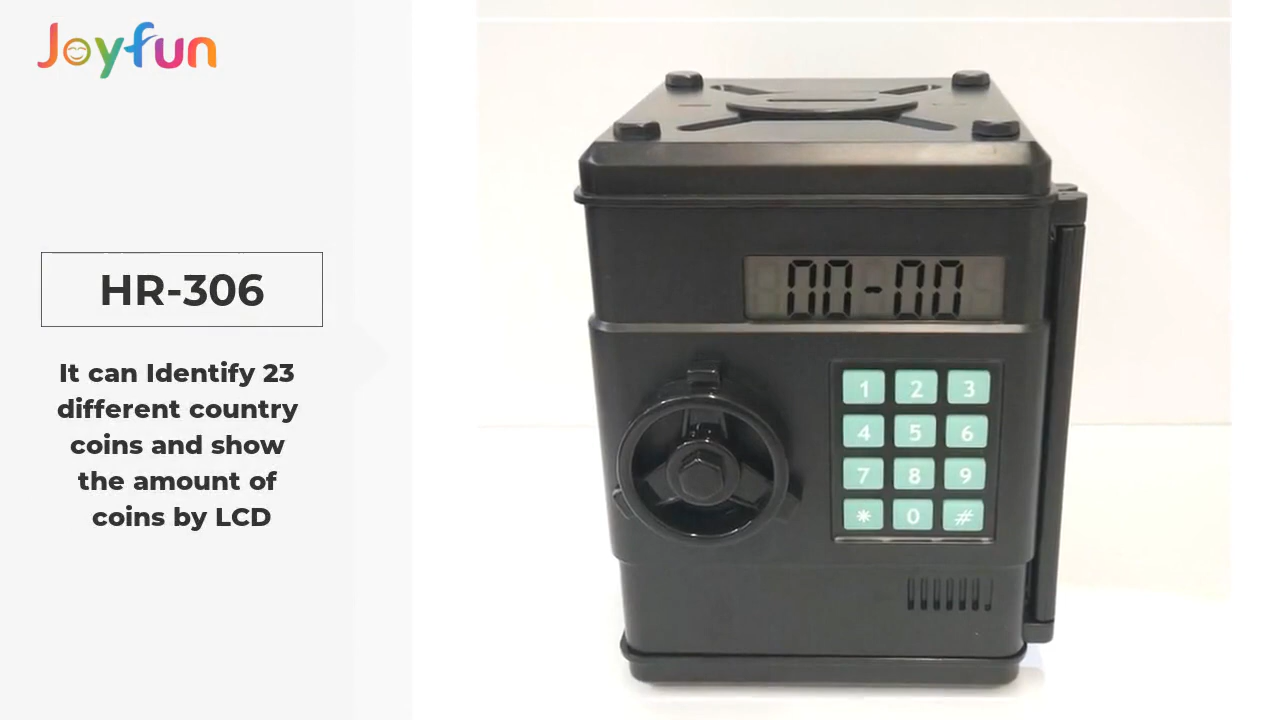 Joyfun
HR-306
It can Identify 23
different country
coins and show
the amount of
coins by LCD
00-00
1 2 3
4 5 6
7 8 9
* 0 #